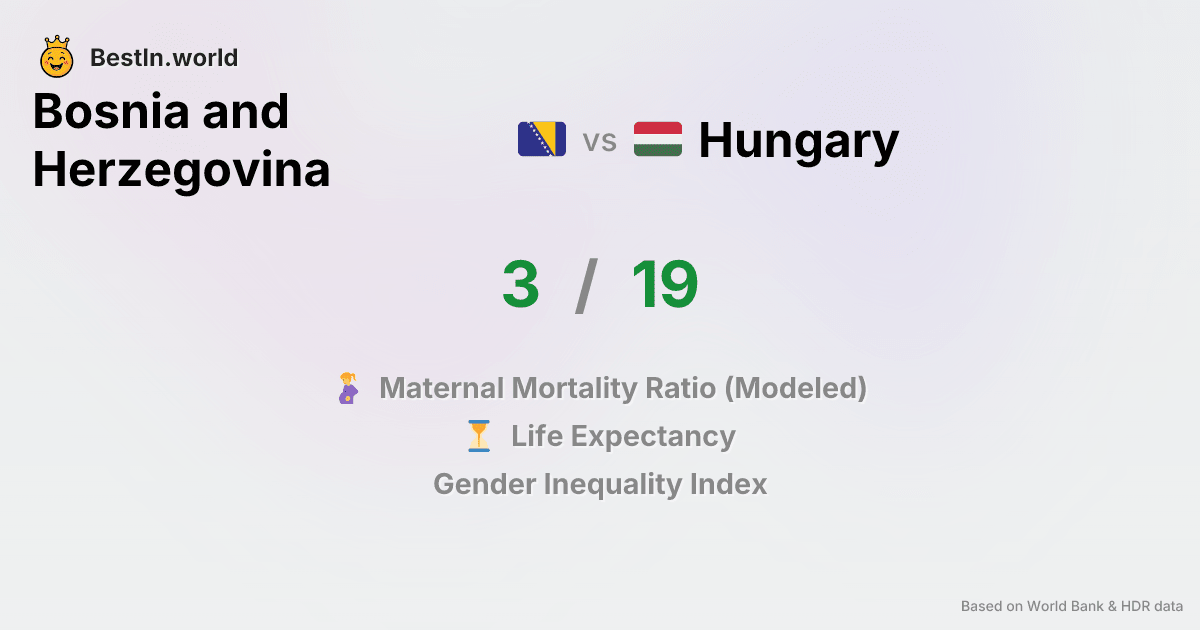 BestIn.world
Bosnia and
Herzegovina
vs
Hungary
3 / 19
Maternal Mortality Ratio (Modeled)
Life Expectancy
Gender Inequality Index
Based on World Bank & HDR data